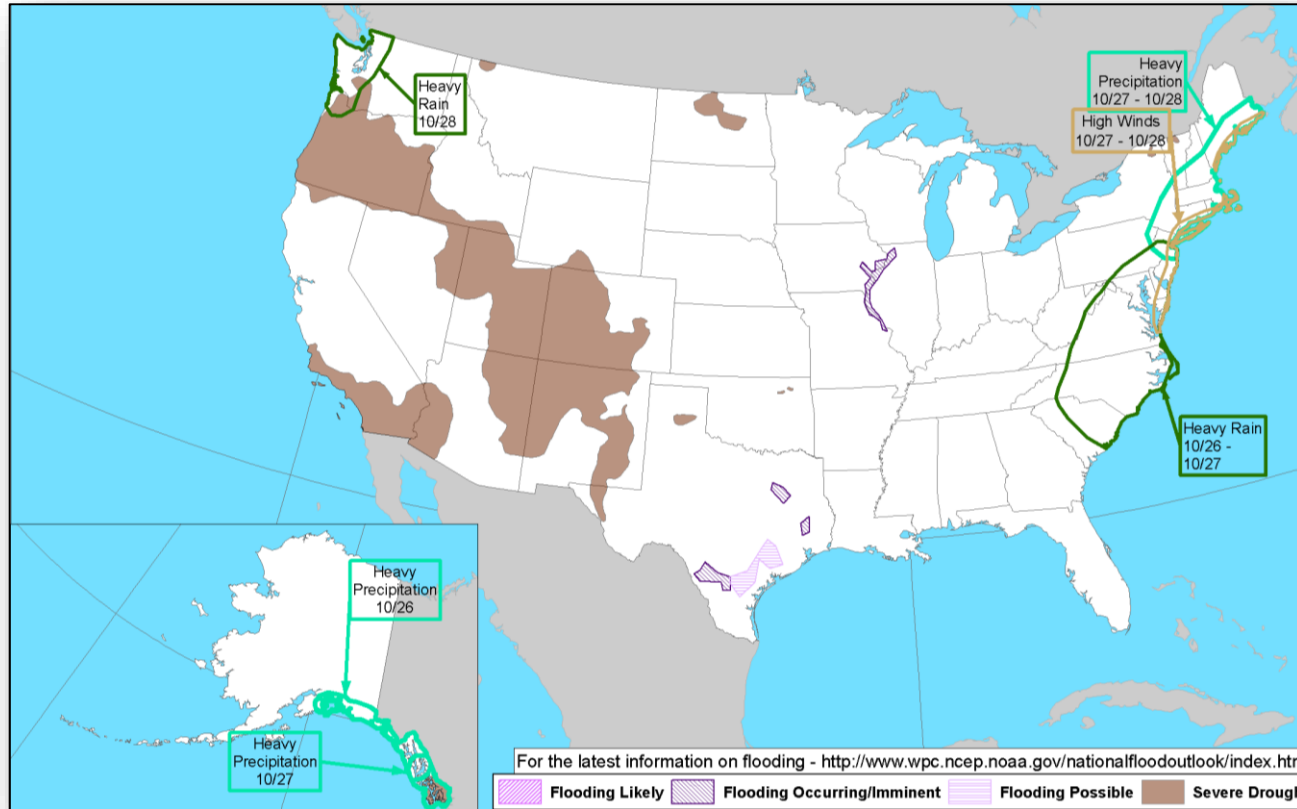 Heavy
Rain
10/28
Heavy
Precipitation
10/27 - 10/28
High Winds
10/27 - 10/28
Heavy Rain
10/26 -
10/27
Heavy
Precipitation
10/26
Heavy
Precipitation
10/27
For the latest information on flooding - http://www.wpc.ncep.noaa.gov/nationalfloodoutlook/index.htm
Flooding Likely
Flooding Occurring/Imminent
Flooding Possible
Severe Drough